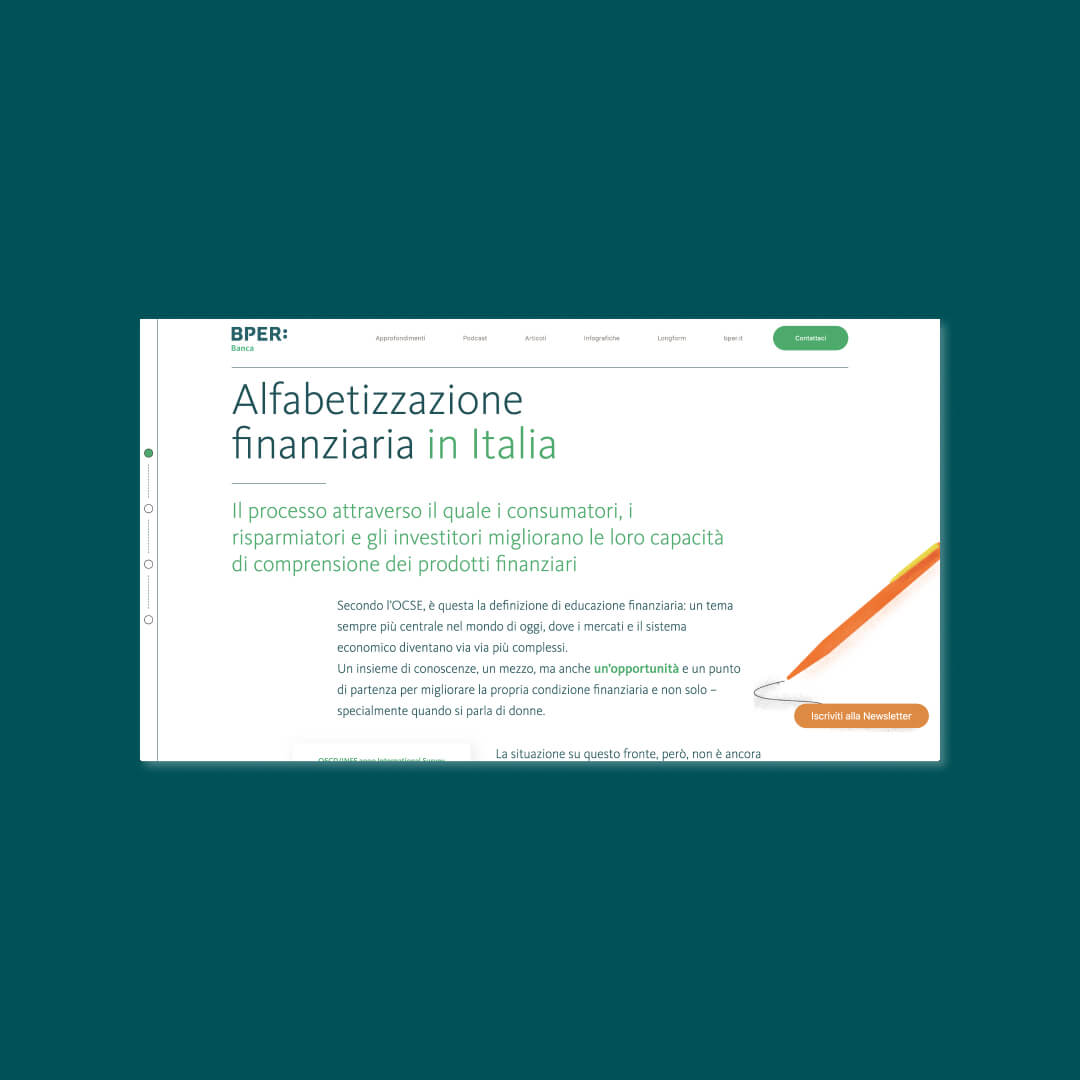 BPER:
Banca
Approfondimenti Podcast Articoli Infografiche Longform bper.it Contattaci
Alfabetizzazione
finanziaria in Italia
Il processo attraverso il quale i consumatori, i
risparmiatori e gli investitori migliorano le loro capacità
di comprensione dei prodotti finanziari
Secondo l'OCSE, è questa la definizione di educazione finanziaria: un tema
sempre più centrale nel mondo di oggi, dove i mercati e il sistema
economico diventano via via più complessi.
Un insieme di conoscenze, un mezzo, ma anche un'opportunità e un punto
di partenza per migliorare la propria condizione finanziaria e non solo –
specialmente quando si parla di donne.
Iscriviti alla Newsletter
La situazione su questo fronte, però, non è ancora